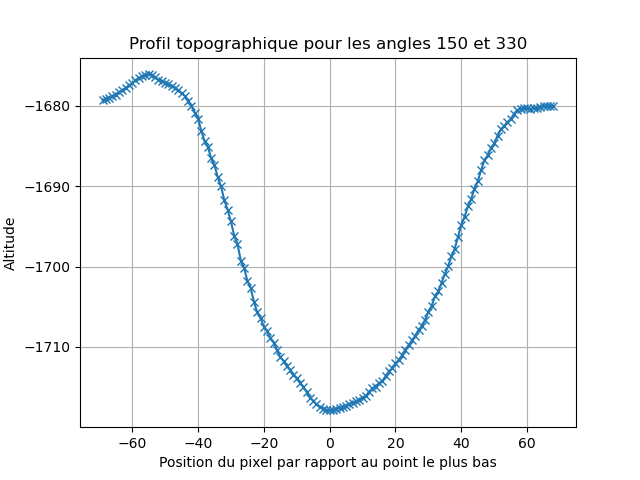 Profil topographique pour les angles 150 et 330
−1680
−1690
−1700
−1710
Altitude
−60 −40 −20 0 20 40 60
Position du pixel par rapport au point le plus bas